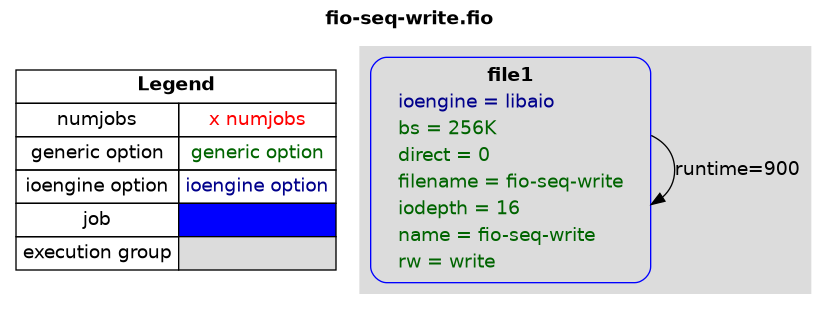 fio-seq-write.fio
Legend
numjobs x numjobs
generic option generic option
ioengine option ioengine option
job
execution group
file1
ioengine = libaio
bs = 256K
direct = 0
filename = fio-seq-write
iodepth = 16
name = fio-seq-write
rw = write
runtime=900